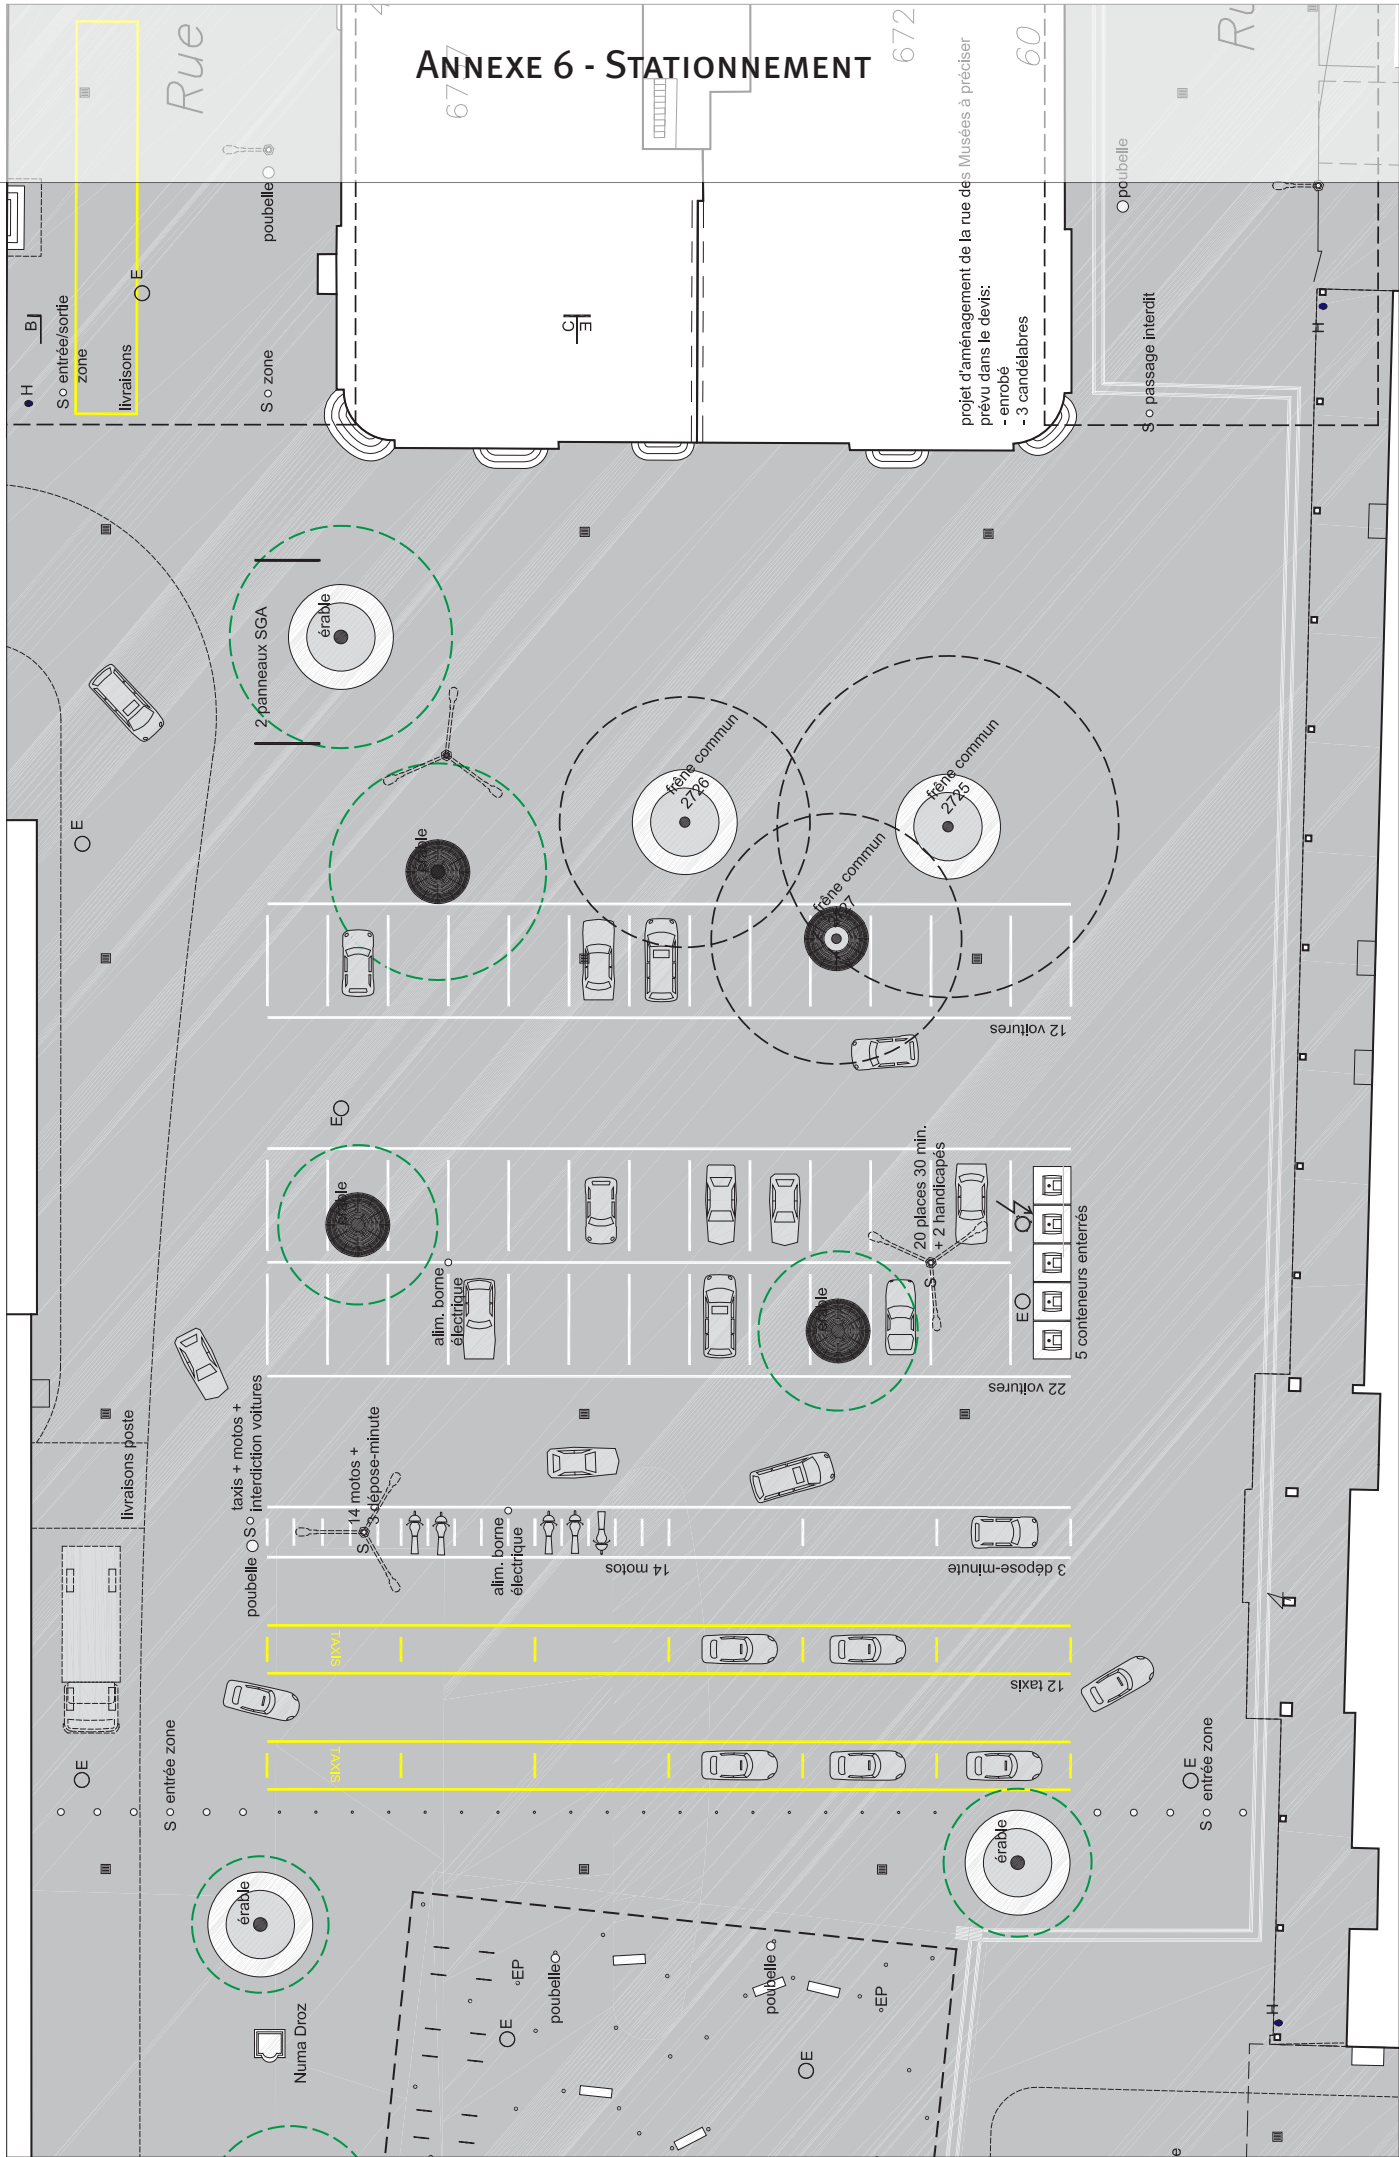 ANNEXE 6 - STATIONNEMENT
Rue
672
60
poubelle
poubelle
B
E
H
S entrée/sortie
zone
livraisons
S zone
C
E
projet d'aménagement de la rue des Musées à préciser
prévu dans le devis:
- enrobé
- 3 candélabres
S passage interdit
H
érable
2 panneaux SGA
frêne commun
2726
frêne commun
2725
frêne commun
E
12 voitures
E
20 places 30 min.
+ 2 handicapés
S
alim. borne
électrique
E
5 conteneurs enterrés
22 voitures
livraisons poste
taxis + motos +
interdiction voitures
poubelle S
14 motos +
3 dépose-minute
S
alim. borne
électrique
14 motos
3 dépose-minute
TAXIS
12 taxis
TAXIS
E
S entrée zone
E
S entrée zone
érable
érable
Numa Droz
EP
poubelle
poubelle
EP
E
E
H
e